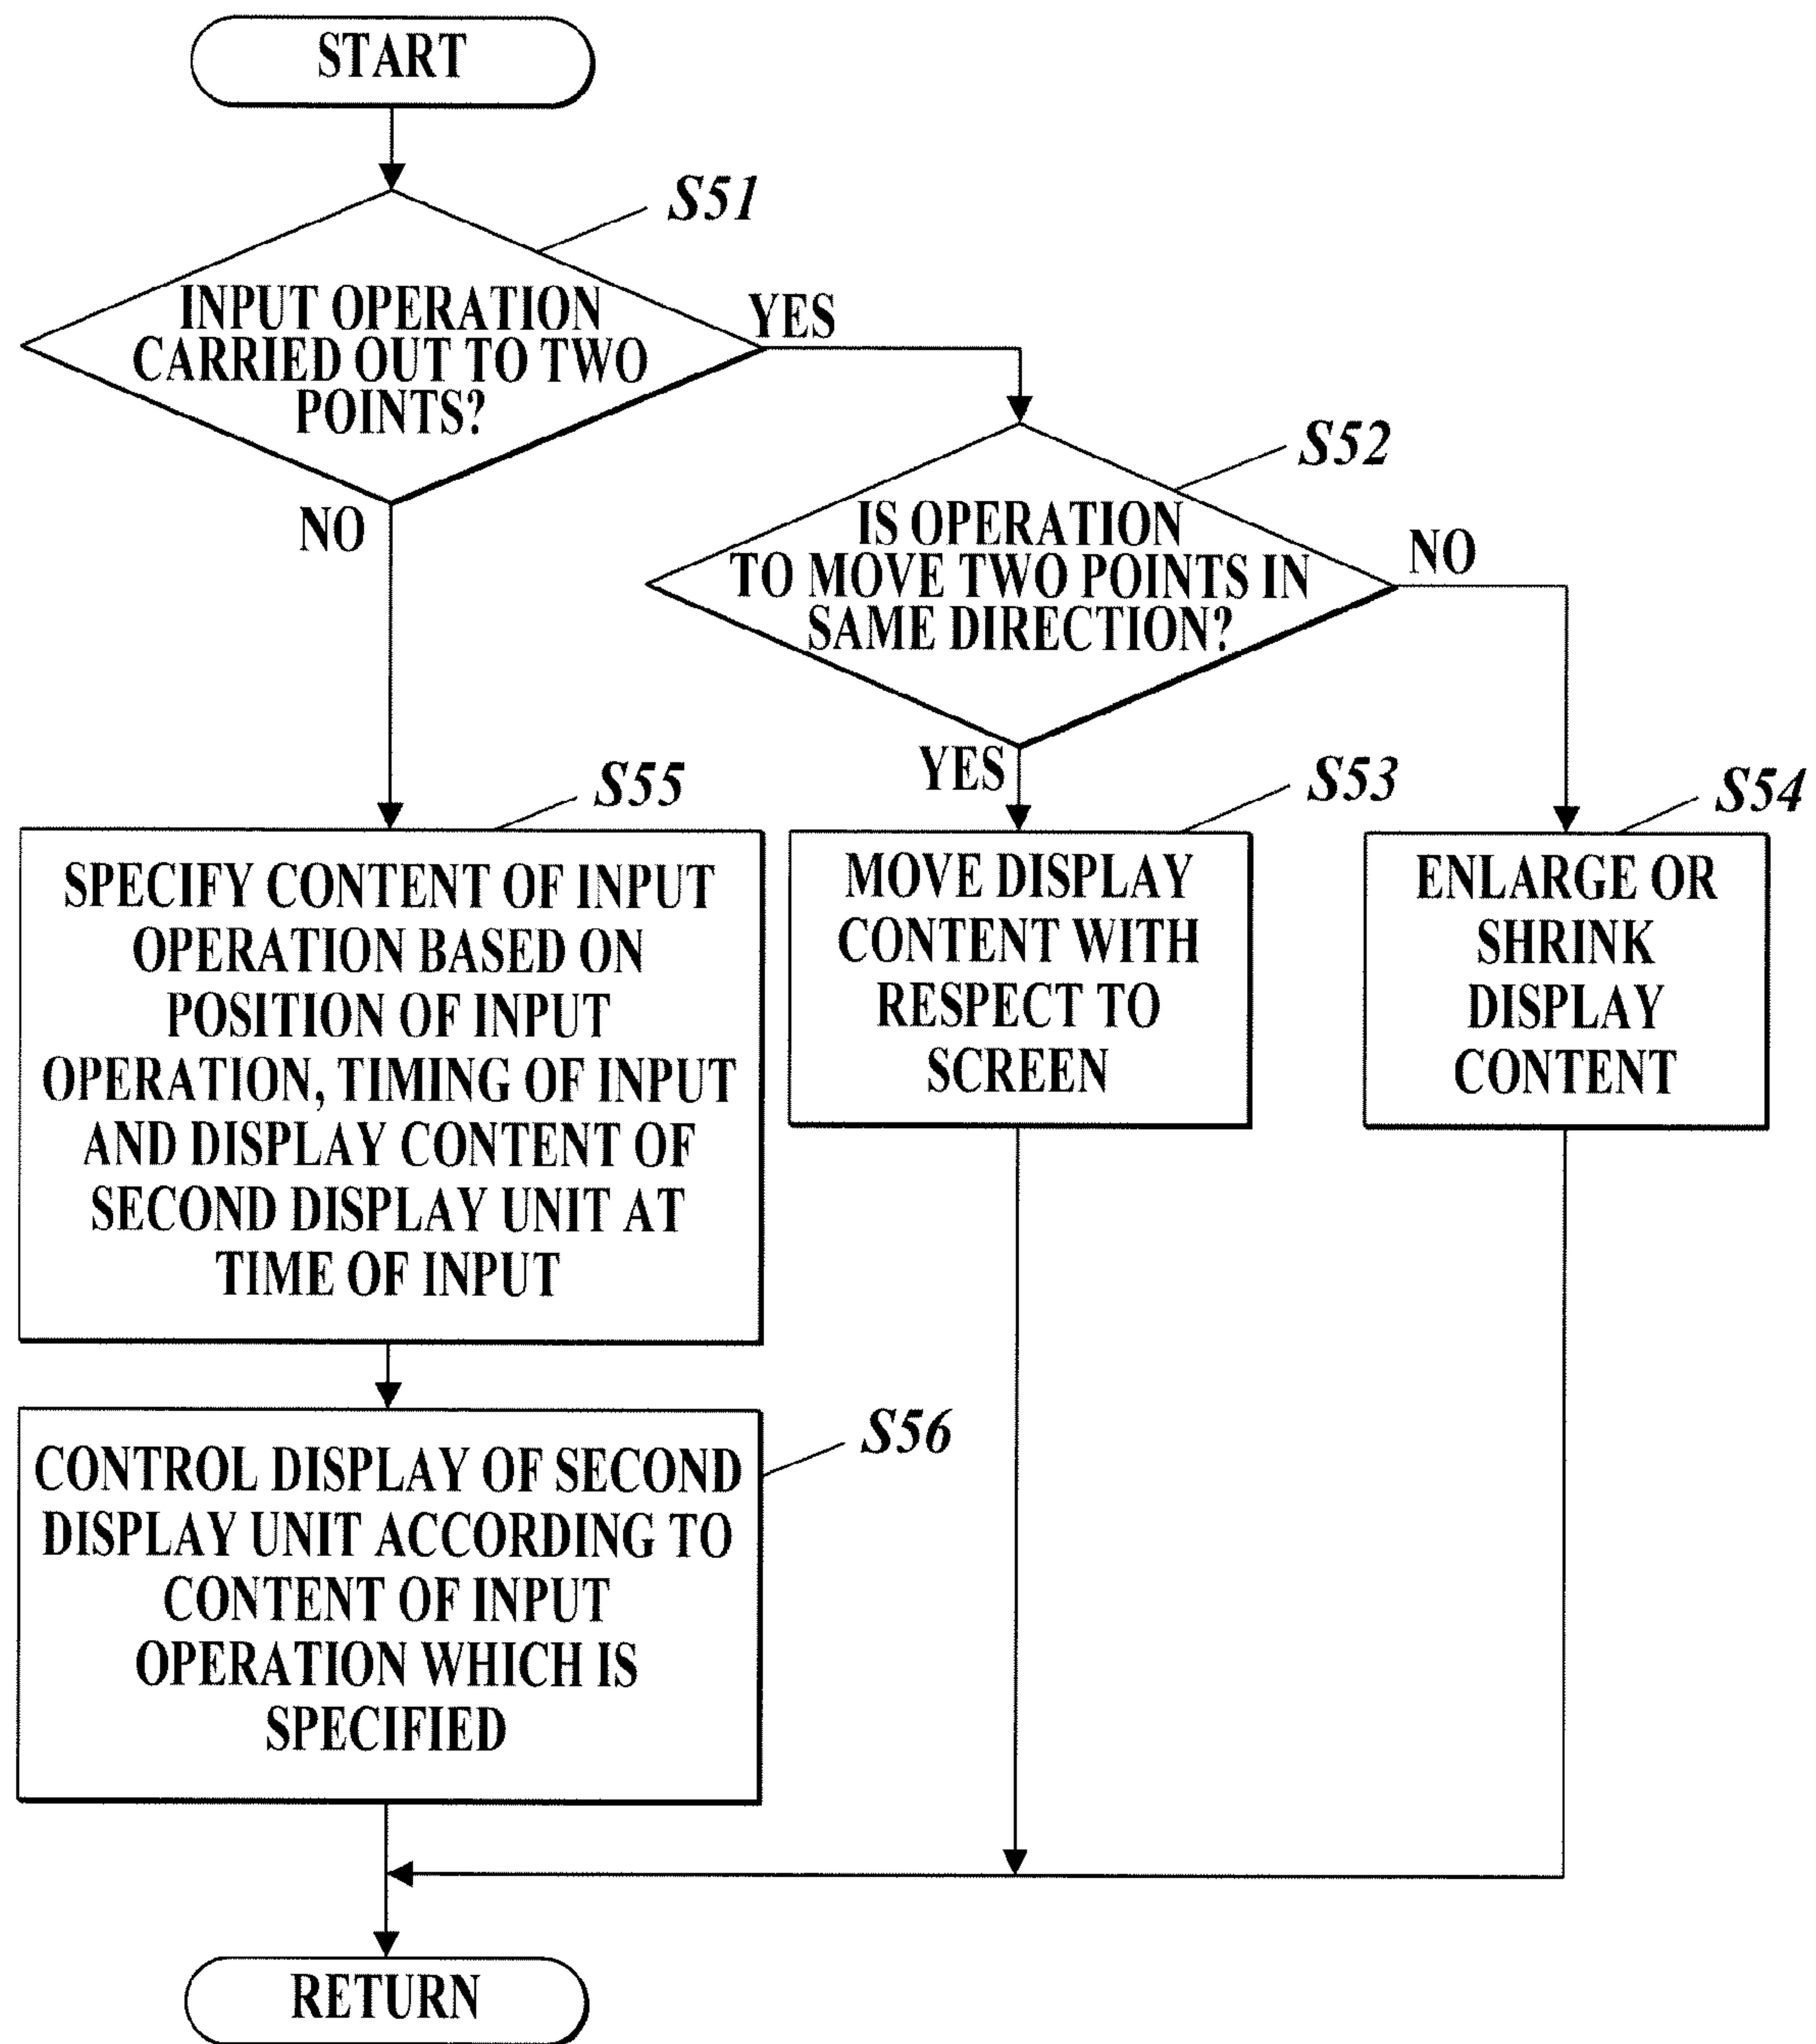 START
S51
INPUT OPERATION
CARRIED OUT TO TWO
POINTS?
YES
NO
S52
IS OPERATION
TO MOVE TWO POINTS IN
SAME DIRECTION?
NO
YES
S55
SPECIFY CONTENT OF INPUT
OPERATION BASED ON
POSITION OF INPUT
OPERATION, TIMING OF INPUT
AND DISPLAY CONTENT OF
SECOND DISPLAY UNIT AT
TIME OF INPUT
S53
MOVE DISPLAY
CONTENT WITH
RESPECT TO
SCREEN
S54
ENLARGE OR
SHRINK
DISPLAY
CONTENT
S56
CONTROL DISPLAY OF SECOND
DISPLAY UNIT ACCORDING TO
CONTENT OF INPUT
OPERATION WHICH IS
SPECIFIED
RETURN